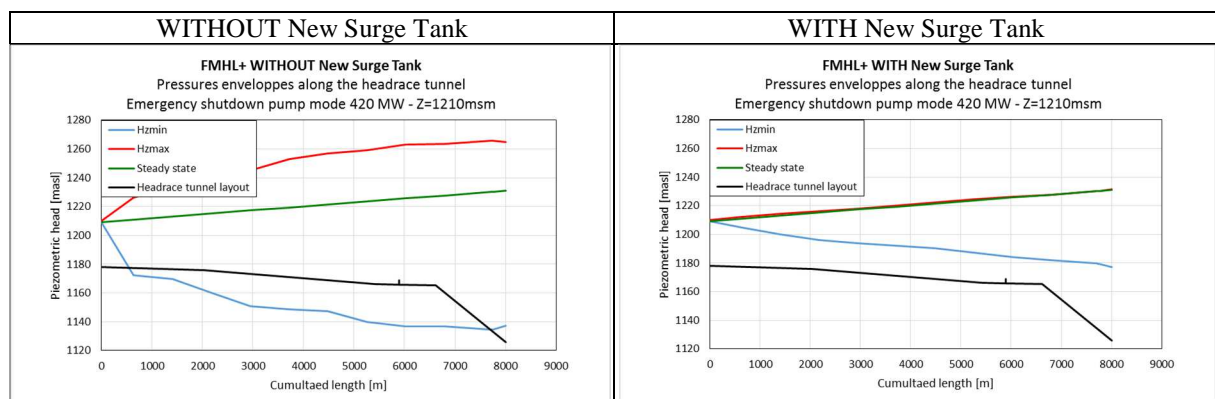 WITHOUT New Surge Tank
WITH New Surge Tank
FMHL+ WITHOUT New Surge Tank
Pressures enveloppes along the headrace tunnel
Emergency shutdown pump mode 420 MW - Z=1210msm
Piezometric head [masl]
1280
1260
1240
1220
1200
1180
1160
1140
1120
Hzmin
Hzmax
Steady state
Headrace tunnel layout
0 1000 2000 3000 4000 5000 6000 7000 8000 9000
Cumultaed length [m]
FMHL+ WITH New Surge Tank
Pressures enveloppes along the headrace tunnel
Emergency shutdown pump mode 420 MW - Z=1210msm
Piezometric head [masl]
1280
1260
1240
1220
1200
1180
1160
1140
1120
Hzmin
Hzmax
Steady state
Headrace tunnel layout
0 1000 2000 3000 4000 5000 6000 7000 8000 9000
Cumultaed length [m]